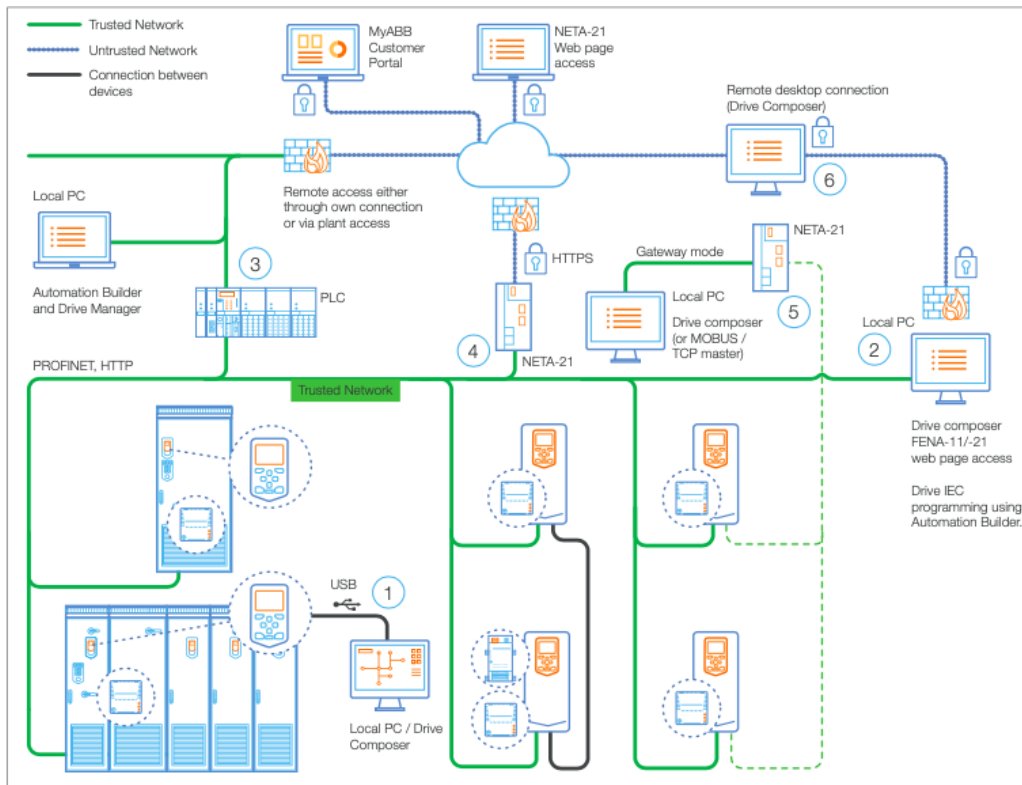 Trusted Network
Untrusted Network
Connection between
devices
MyABB
Customer
Portal
NETA-21
Web page
access
Remote desktop connection
(Drive Composer)
6
Local PC
Remote access either
through own connection
or via plant access
3
HTTPS
Gateway mode
NETA-21
Automation Builder
and Drive Manager
PLC
4
NETA-21
Local PC
Drive composer
(or MOBUS /
TCP master)
5
Local PC
2
PROFINET, HTTP
Trusted Network
Drive composer
FENA-11/-21
web page access
Drive IEC
programming using
Automation Builder.
USB
1
Local PC / Drive
Composer